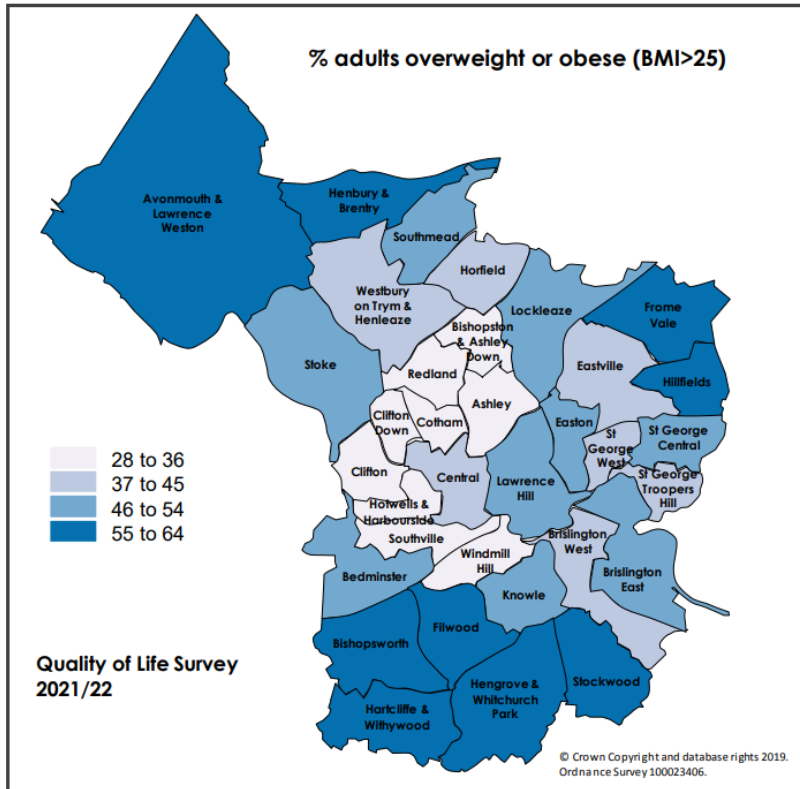 % adults overweight or obese (BMI>25)
Avonmouth &
Lawrence
Weston
Henbury &
Brentry
Southmead
Horfield
Westbury
on Trym &
Henleaze
Lockleaze
Frome
Vale
Bishopston
& Ashley
Down
Stoke
Redland
Eastville
Hillfields
Ashley
Clifton
Down
Cotham
Easton
St
George
West
St George
Central
28 to 36
37 to 45
46 to 54
55 to 64
Clifton
Central
Lawrence
Hill
St George
Troopers
Hill
Hotwells &
Harbourside
Southville
Windmill
Hill
Brislington
West
Bedminster
Knowle
Brislington
East
Bishopsworth
Filwood
Quality of Life Survey
2021/22
Hengrove &
Whitchurch
Park
Stockwood
Hartcliffe &
Withywood
© Crown Copyright and database rights 2019.
Ordnance Survey 100023406.